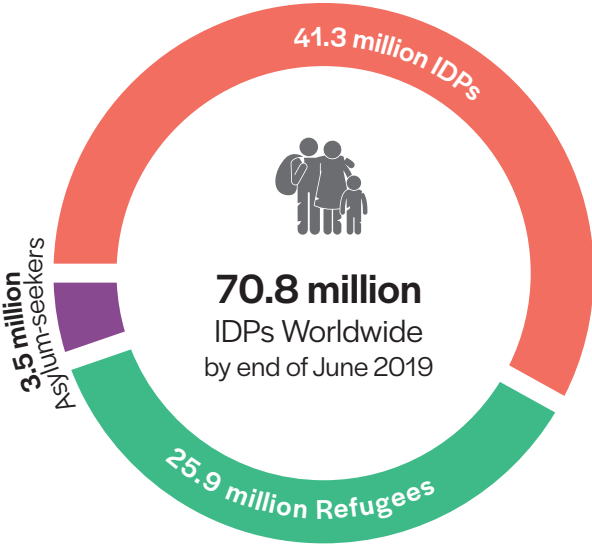 41.3 million IDPs
70.8 million
IDPs Worldwide
by end of June 2019
3.5 million
Asylum-seekers
25.9 million Refugees